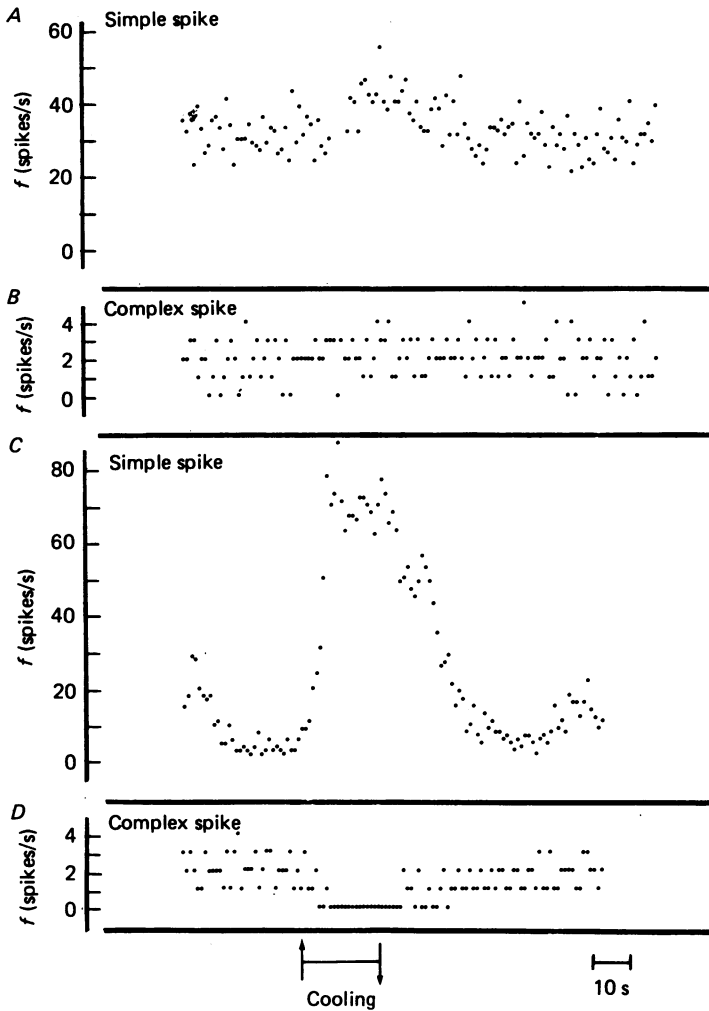 A
Simple spike
60
40
20
0
f (spikes/s)
B
Complex spike
4
2
0
f (spikes/s)
C
Simple spike
80
60
40
20
0
f (spikes/s)
D
Complex spike
4
2
0
f (spikes/s)
Cooling
10 s